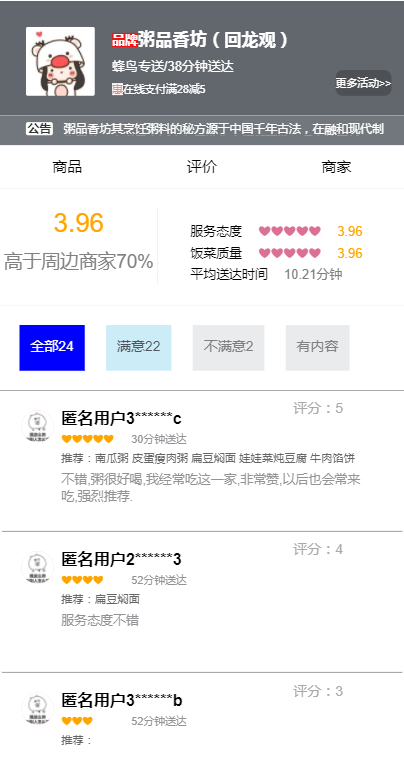 品牌粥品香坊（回龙观）
蜂鸟专送/38分钟送达
在线支付满28减5
更多活动>>
公告 粥品香坊其烹饪粥料的秘方源于中国千年古法，在融和现代制
商品 评价 商家
3.96
高于周边商家70%
服务态度 3.96
饭菜质量 3.96
平均送达时间 10.21分钟
全部24 满意22 不满意2 有内容
匿名用户3******c
评分：5
30分钟送达
推荐：南瓜粥 皮蛋瘦肉粥 扁豆焖面 娃娃菜炖豆腐 牛肉馅饼
不错,粥很好喝,我经常吃这一家,非常赞,以后也会常来
吃,强烈推荐.
匿名用户2******3
评分：4
52分钟送达
推荐：扁豆焖面
服务态度不错
匿名用户3******b
评分：3
52分钟送达
推荐：